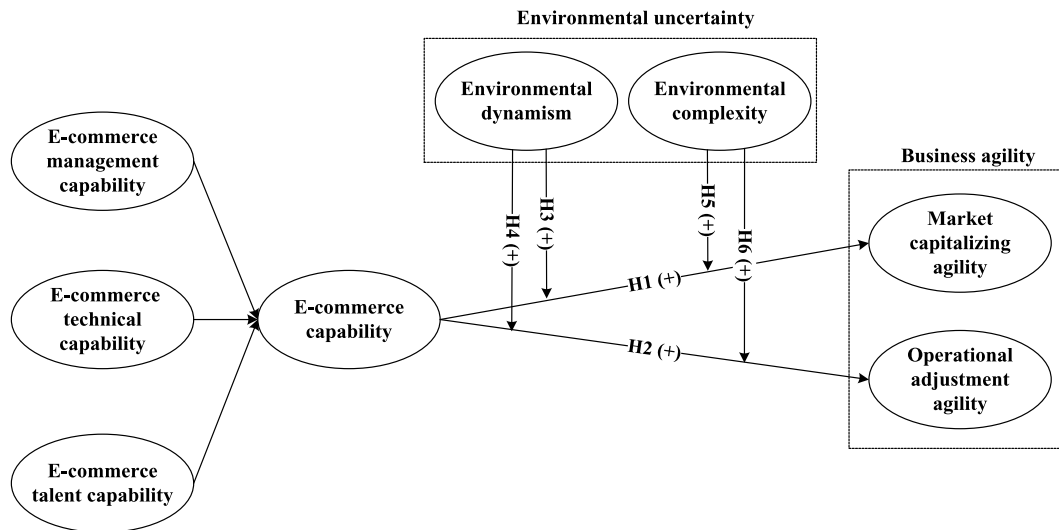 Environmental uncertainty
Environmental
dynamism
Environmental
complexity
E-commerce
management
capability
E-commerce
technical
capability
E-commerce
talent capability
E-commerce
capability
H4 (+)
H3 (+)
H5 (+)
H6 (+)
H1 (+)
H2 (+)
Business agility
Market
capitalizing
agility
Operational
adjustment
agility